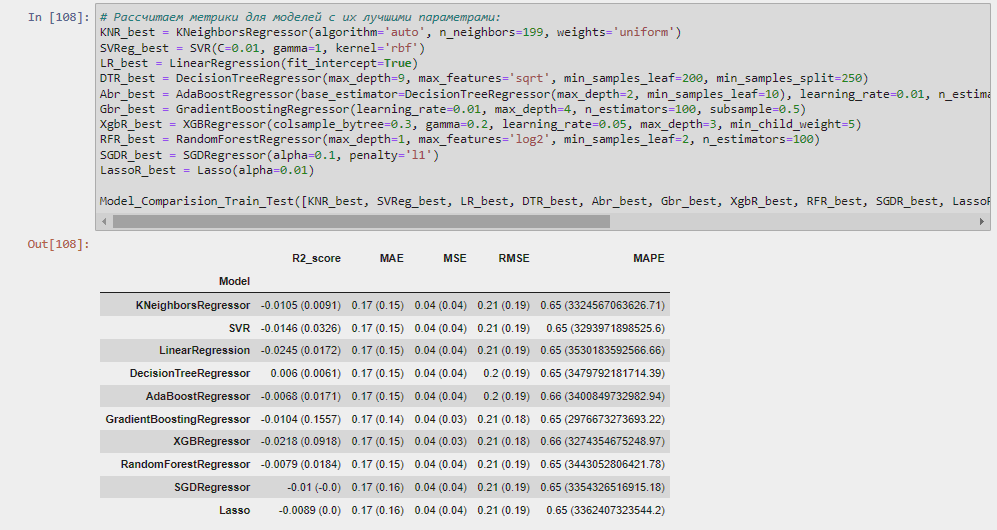 In [108]:
# Рассчитаем метрики для моделей с их лучшими параметрами:
KNR_best = KNeighborsRegressor(algorithm='auto', n_neighbors=199, weights='uniform')
SVReg_best = SVR(C=0.01, gamma=1, kernel='rbf')
LR_best = LinearRegression(fit_intercept=True)
DTR_best = DecisionTreeRegressor(max_depth=9, max_features='sqrt', min_samples_leaf=200, min_samples_split=250)
Abr_best = AdaBoostRegressor(base_estimator=DecisionTreeRegressor(max_depth=2, min_samples_leaf=10), learning_rate=0.01, n_estima
Gbr_best = GradientBoostingRegressor(learning_rate=0.01, max_depth=4, n_estimators=100, subsample=0.5)
XgbR_best = XGBRegressor(colsample_bytree=0.3, gamma=0.2, learning_rate=0.05, max_depth=3, min_child_weight=5)
RFR_best = RandomForestRegressor(max_depth=1, max_features='log2', min_samples_leaf=2, n_estimators=100)
SGDR_best = SGDRegressor(alpha=0.1, penalty='l1')
LassoR_best = Lasso(alpha=0.01)
Model_Comparision_Train_Test([KNR_best, SVReg_best, LR_best, DTR_best, Abr_best, Gbr_best, XgbR_best, RFR_best, SGDR_best, LassoR
Out[108]:
R2_score MAE MSE RMSE MAPE
Model
KNeighborsRegressor -0.0105 (0.0091) 0.17 (0.15) 0.04 (0.04) 0.21 (0.19) 0.65 (3324567063626.71)
SVR -0.0146 (0.0326) 0.17 (0.15) 0.04 (0.04) 0.21 (0.19) 0.65 (3293971898525.6)
LinearRegression -0.0245 (0.0172) 0.17 (0.15) 0.04 (0.04) 0.21 (0.19) 0.65 (3530183592566.66)
DecisionTreeRegressor 0.006 (0.0061) 0.17 (0.15) 0.04 (0.04) 0.2 (0.19) 0.65 (3479792181714.39)
AdaBoostRegressor -0.0068 (0.0171) 0.17 (0.15) 0.04 (0.04) 0.2 (0.19) 0.66 (3400849732982.94)
GradientBoostingRegressor -0.0104 (0.1557) 0.17 (0.14) 0.04 (0.03) 0.21 (0.18) 0.65 (2976673273693.22)
XGBRegressor -0.0218 (0.0918) 0.17 (0.15) 0.04 (0.03) 0.21 (0.18) 0.66 (3274354675248.97)
RandomForestRegressor -0.0079 (0.0184) 0.17 (0.15) 0.04 (0.04) 0.21 (0.19) 0.65 (3443052806421.78)
SGDRegressor -0.01 (-0.0) 0.17 (0.16) 0.04 (0.04) 0.21 (0.19) 0.65 (3354326516915.18)
Lasso -0.0089 (0.0) 0.17 (0.16) 0.04 (0.04) 0.21 (0.19) 0.65 (3362407323544.2)